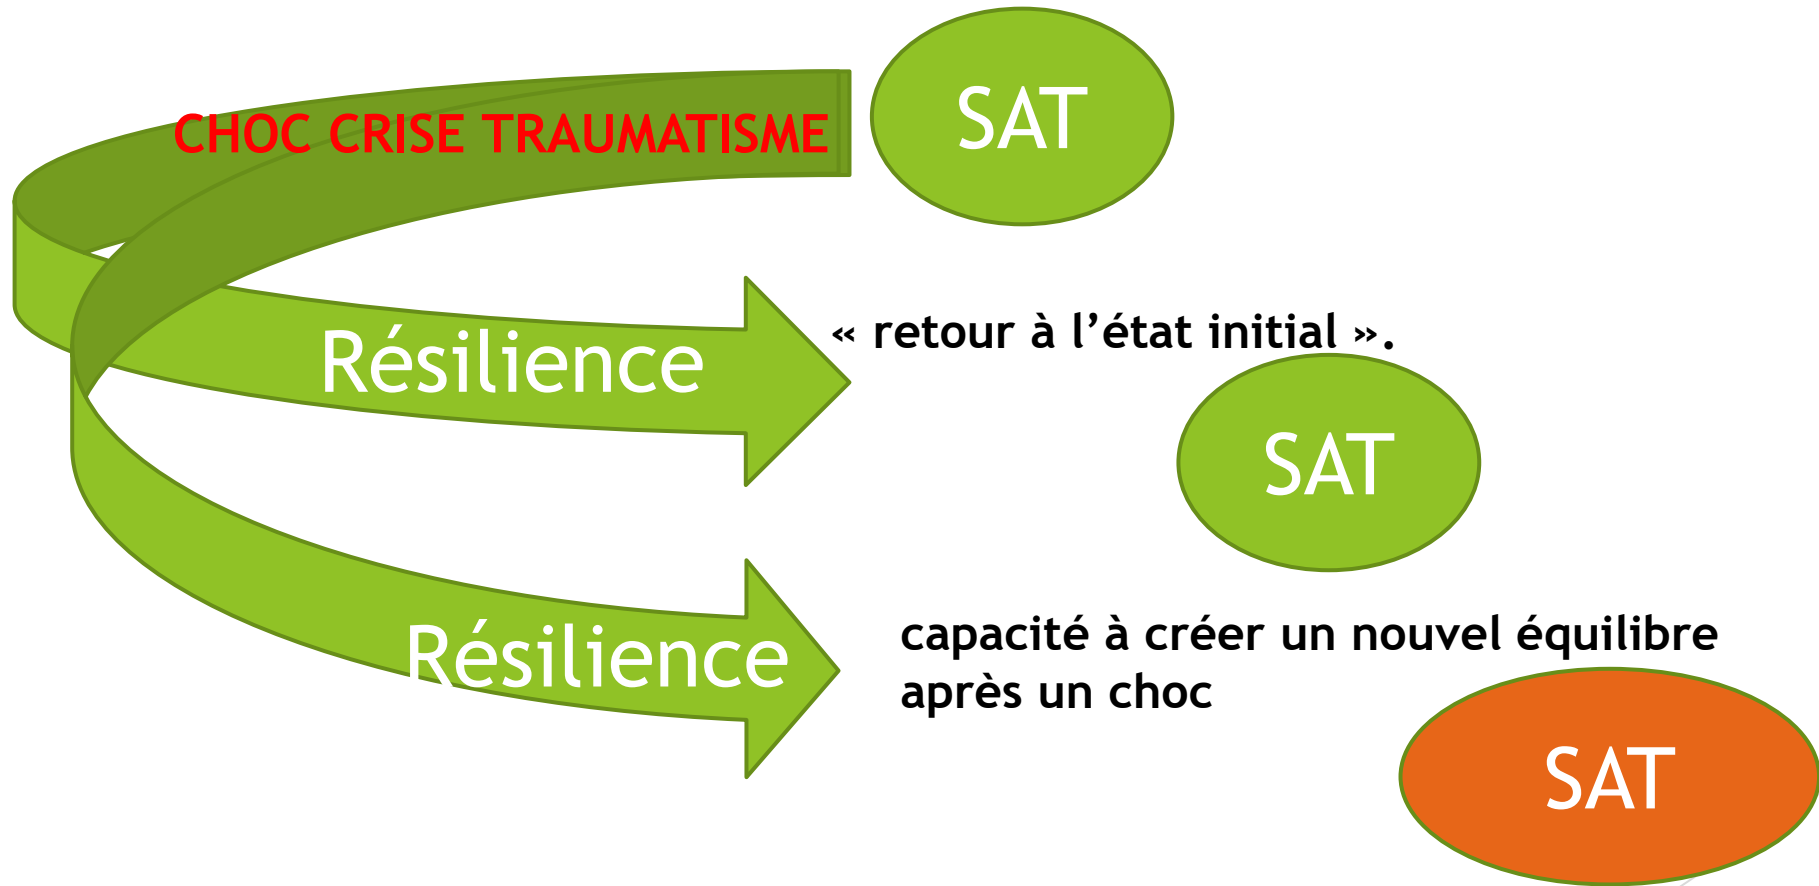 SAT
CHOC CRISE TRAUMATISME
« retour à l’état initial ».
Résilience
SAT
capacité à créer un nouvel équilibre
après un choc
Résilience
SAT